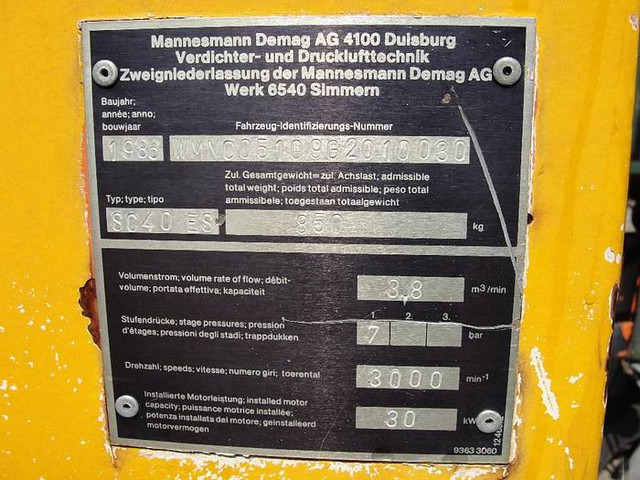 Mannesmann Demag AG 4100 Duisburg
Verdichter- und Drucklufttechnik
Zweigniederlassung der Mannesmann Demag AG
Werk 6540 Simmern
Baujahr;
année; anno;
bouwjaar
Fahrzeug-Identifizierungs-Nummer
1986
Zul. Gesamtgewicht=zul. Achslast; admissible
total weight; poids total admissible; peso total
ammissibele; toegestaan totaalgewicht
Typ; type; tipo
SC40 ES 850 kg
Volumenstrom; volume rate of flow; débit-
volume; portata effettiva; kapaciteit
3,8 m³/min
Stufendrücke; stage pressures; pression
d'étages; pressioni degli stadi; trappdukken
1. 2. 3.
7 bar
Drehzahl; speeds; vitesse; numero giri; toerental
3000 min-1
Installierte Motorleistung; installed motor
capacity; puissance motrice installée;
potenza installata del motore; geinstalleerd
motorvermogen
30 kW
9363 3060